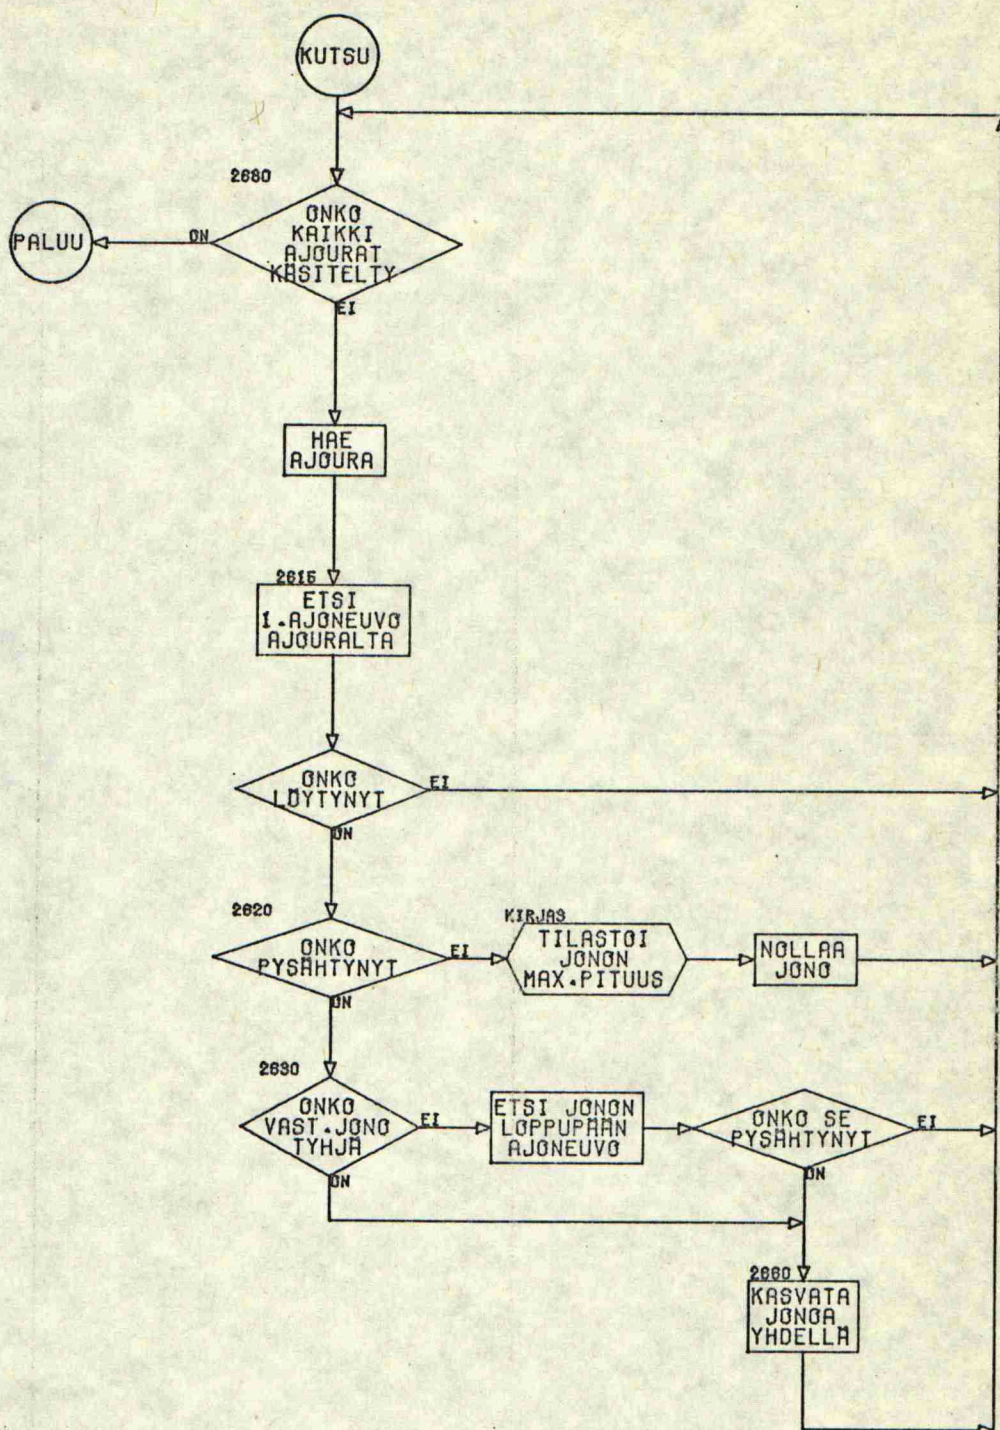 KUTSU
2680
ONKO
KAIKKI
AJOURAT
KÄSITELTY
ON
PALUU
EI
HAE
AJOURA
2615
ETSI
1.AJONEUVO
AJOURALTA
ONKO
LÖYTYNYT
EI
ON
2620
ONKO
PYSÄHTYNYT
EI
KIRJAS
TILASTOI
JONON
MAX.PITUUS
NOLLAA
JONO
ON
2630
ONKO
VAST.JONO
TYHJÄ
EI
ETSI JONON
LOPPUPÄÄN
AJONEUVO
ONKO SE
PYSÄHTYNYT
EI
ON
ON
2660
KASVATA
JONOA
YHDELLÄ